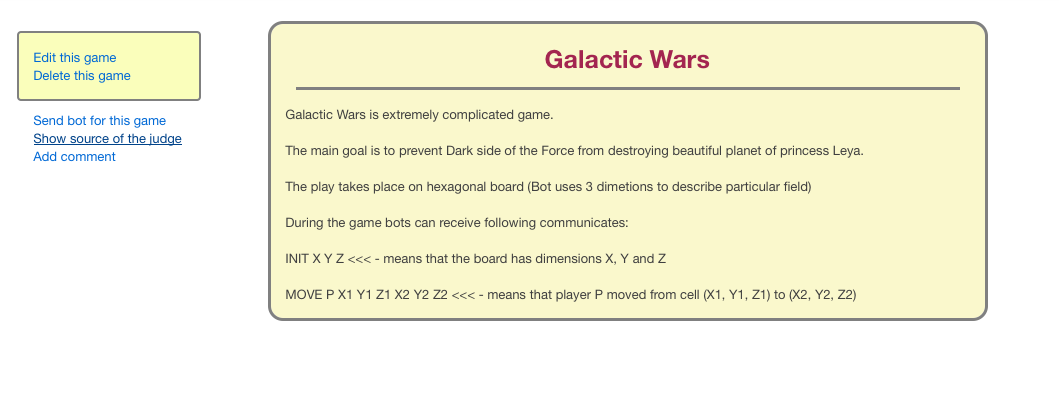 Edit this game
Delete this game
Send bot for this game
Show source of the judge
Add comment
Galactic Wars
Galactic Wars is extremely complicated game.
The main goal is to prevent Dark side of the Force from destroying beautiful planet of princess Leya.
The play takes place on hexagonal board (Bot uses 3 dimetions to describe particular field)
During the game bots can receive following communicates:
INIT X Y Z <<< - means that the board has dimensions X, Y and Z
MOVE P X1 Y1 Z1 X2 Y2 Z2 <<< - means that player P moved from cell (X1, Y1, Z1) to (X2, Y2, Z2)